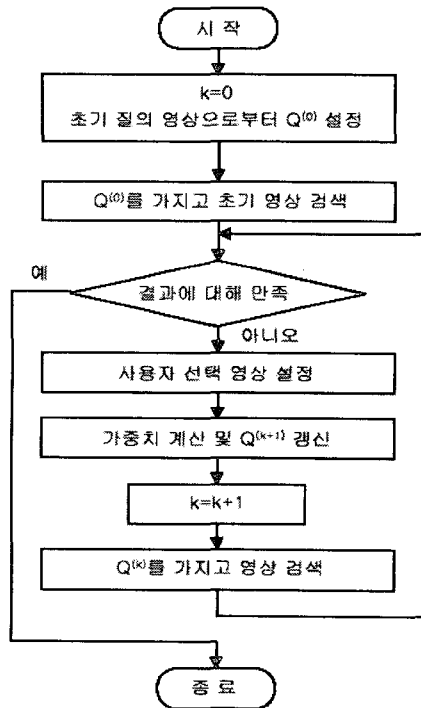 시 작
k=0
초기 질의 영상으로부터 Q⁽⁰⁾ 설정
Q⁽⁰⁾를 가지고 초기 영상 검색
예
결과에 대해 만족
아니오
사용자 선택 영상 설정
가중치 계산 및 Q⁽ᵏ⁺¹⁾ 갱신
k=k+1
Q⁽ᵏ⁾를 가지고 영상 검색
종 료